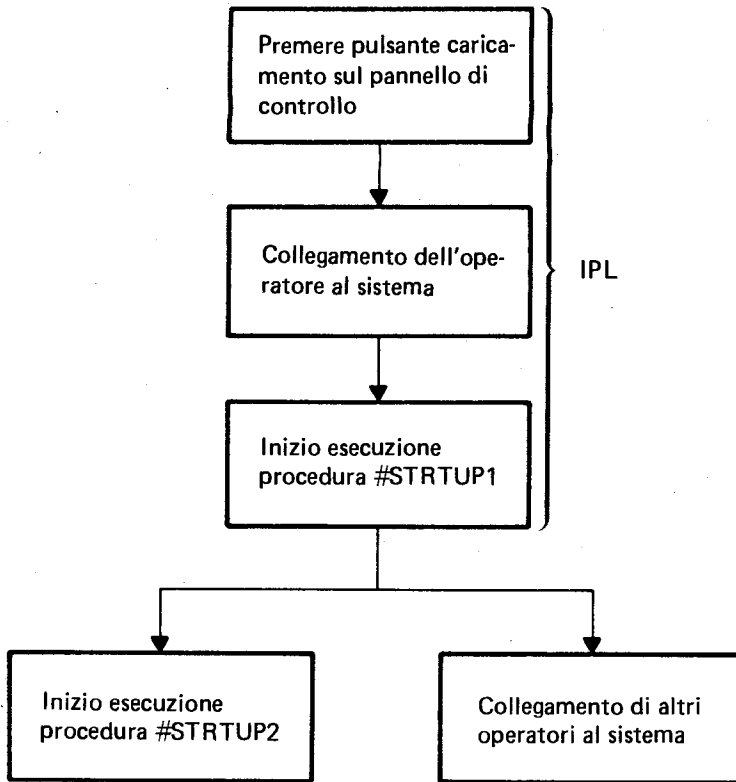 Premere pulsante carica-
mento sul pannello di
controllo
Collegamento dell'ope-
ratore al sistema
IPL
Inizio esecuzione
procedura #STRTUP1
Inizio esecuzione
procedura #STRTUP2
Collegamento di altri
operatori al sistema